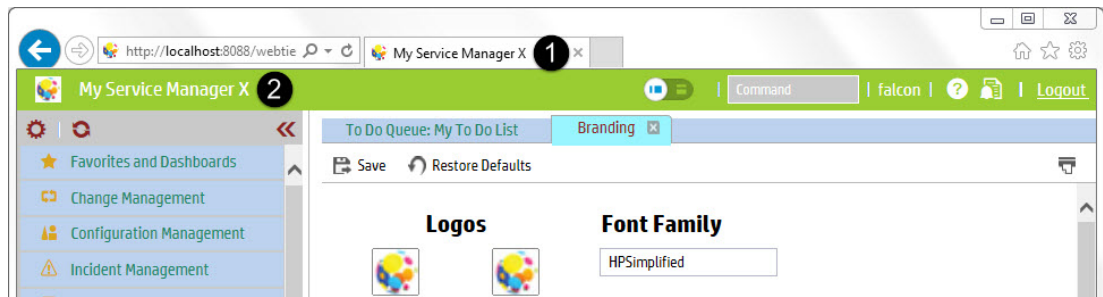 http://localhost:8088/webtie
My Service Manager X 1
My Service Manager X 2
Command
falcon
?
Logout
To Do Queue: My To Do List
Branding
Favorites and Dashboards
Change Management
Configuration Management
Incident Management
Save
Restore Defaults
Logos
Font Family
HPSimplified